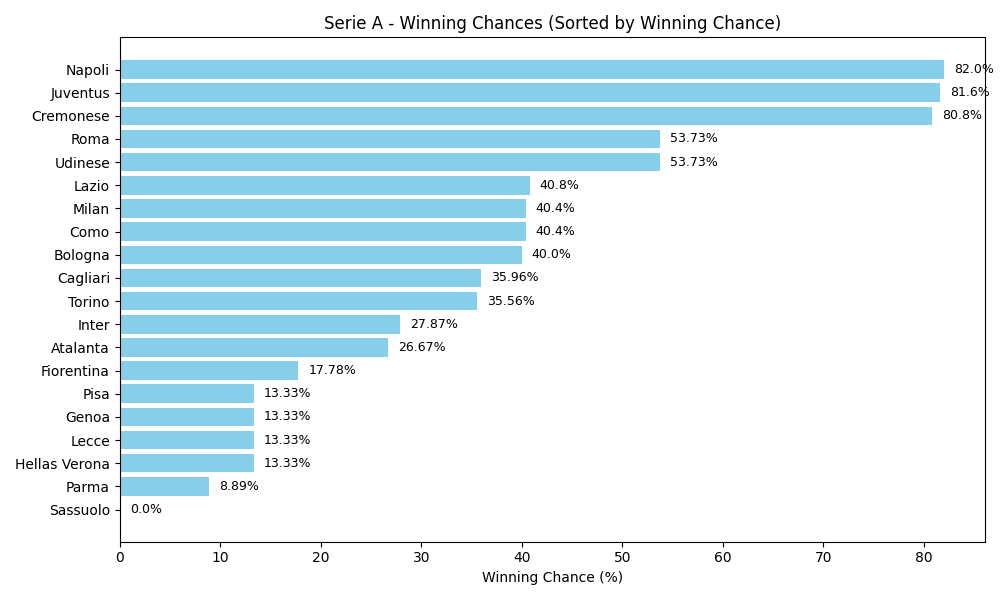 Serie A - Winning Chances (Sorted by Winning Chance)
Napoli 82.0%
Juventus 81.6%
Cremonese 80.8%
Roma 53.73%
Udinese 53.73%
Lazio 40.8%
Milan 40.4%
Como 40.4%
Bologna 40.0%
Cagliari 35.96%
Torino 35.56%
Inter 27.87%
Atalanta 26.67%
Fiorentina 17.78%
Pisa 13.33%
Genoa 13.33%
Lecce 13.33%
Hellas Verona 13.33%
Parma 8.89%
Sassuolo 0.0%
0 10 20 30 40 50 60 70 80
Winning Chance (%)